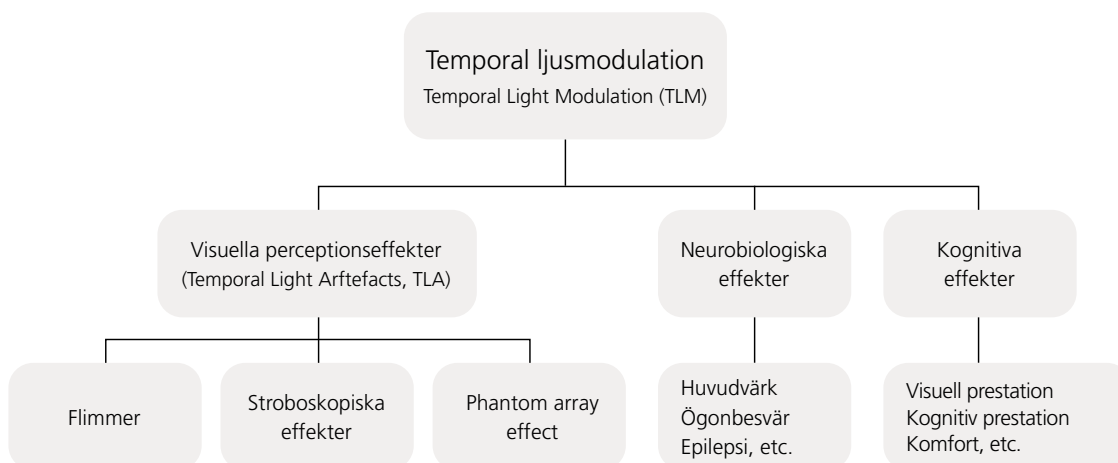 Temporal ljusmodulation
Temporal Light Modulation (TLM)
Visuella perceptionseffekter
(Temporal Light Arftefacts, TLA)
Neurobiologiska
effekter
Kognitiva
effekter
Flimmer
Stroboskopiska
effekter
Phantom array
effect
Huvudvärk
Ögonbesvär
Epilepsi, etc.
Visuell prestation
Kognitiv prestation
Komfort, etc.